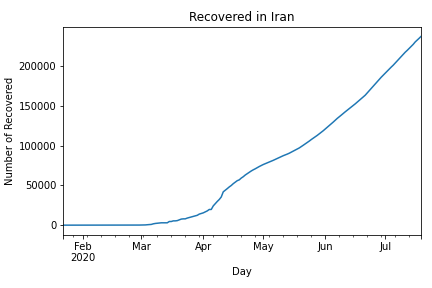 Recovered in Iran
Number of Recovered
200000
150000
100000
50000
0
Feb Mar Apr May Jun Jul
2020
Day